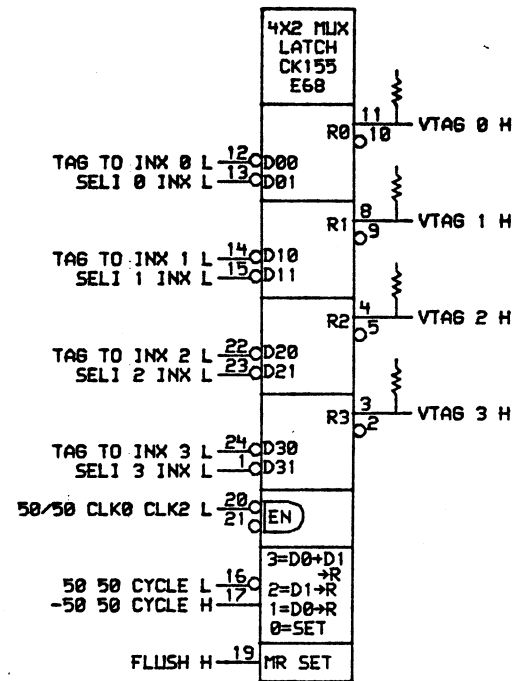 4X2 MUX
LATCH
CK155
E68
11
R0 VTAG 0 H
10
TAG TO INX 0 L 12 D00
SELI 0 INX L 13 D01
8
R1 VTAG 1 H
9
TAG TO INX 1 L 14 D10
SELI 1 INX L 15 D11
4
R2 VTAG 2 H
5
TAG TO INX 2 L 22 D20
SELI 2 INX L 23 D21
3
R3 VTAG 3 H
2
TAG TO INX 3 L 24 D30
SELI 3 INX L 1 D31
50/50 CLK0 CLK2 L 20
21 EN
3=D0+D1
→R
50 50 CYCLE L 16 2=D1→R
-50 50 CYCLE H 17 1=D0→R
0=SET
FLUSH H 19 MR SET